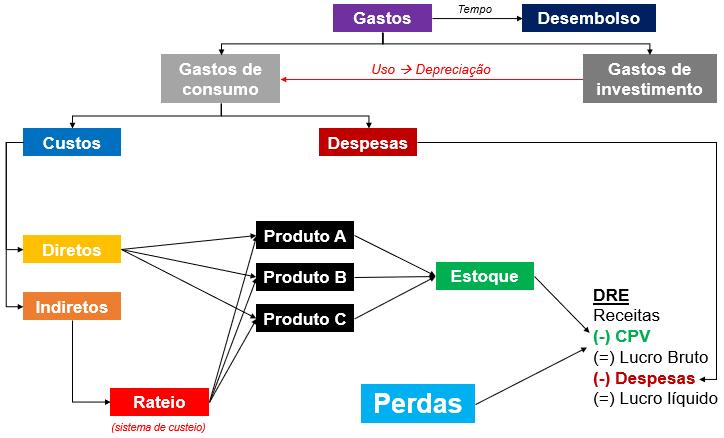 Gastos
Tempo
Desembolso
Gastos de
consumo
Uso → Depreciação
Gastos de
investimento
Custos
Despesas
Diretos
Indiretos
Rateio
(sistema de custeio)
Produto A
Produto B
Produto C
Estoque
Perdas
DRE
Receitas
(-) CPV
(=) Lucro Bruto
(-) Despesas
(=) Lucro líquido